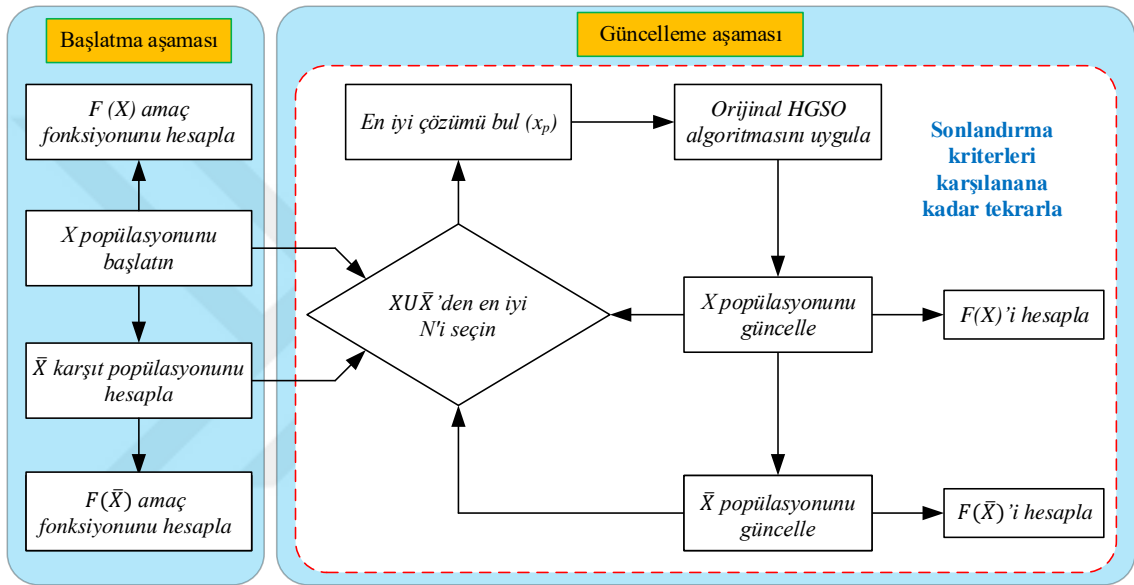 Başlatma aşaması
F (X) amaç
fonksiyonunu hesapla
X popülasyonunu
başlatın
X̄ karşıt popülasyonunu
hesapla
F(X̄) amaç
fonksiyonunu hesapla
Güncelleme aşaması
En iyi çözümü bul (xₚ)
Orijinal HGSO
algoritmasını uygula
Sonlandırma
kriterleri
karşılanana
kadar tekrarla
XUX̄’den en iyi
N'i seçin
X popülasyonunu
güncelle
F(X)’i hesapla
X̄ popülasyonunu
güncelle
F(X̄)’i hesapla